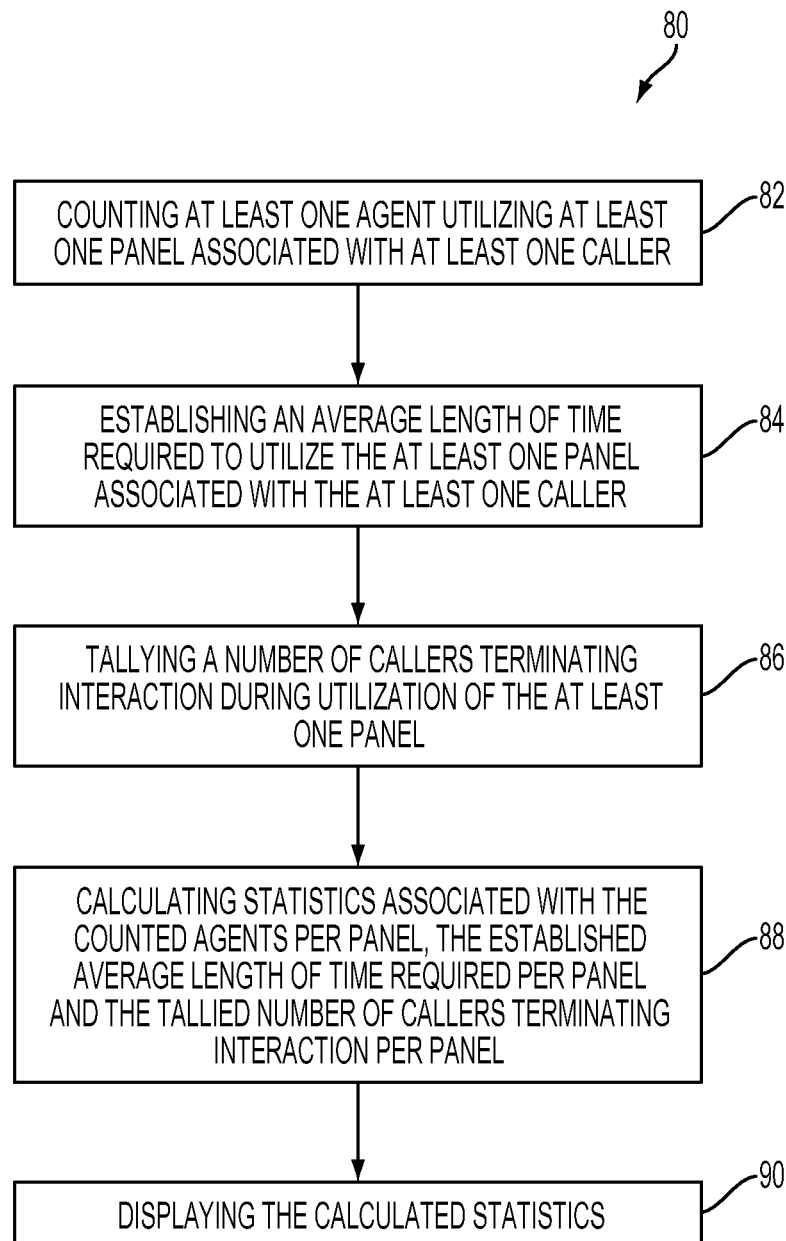 80
COUNTING AT LEAST ONE AGENT UTILIZING AT LEAST
ONE PANEL ASSOCIATED WITH AT LEAST ONE CALLER
82
ESTABLISHING AN AVERAGE LENGTH OF TIME
REQUIRED TO UTILIZE THE AT LEAST ONE PANEL
ASSOCIATED WITH THE AT LEAST ONE CALLER
84
TALLYING A NUMBER OF CALLERS TERMINATING
INTERACTION DURING UTILIZATION OF THE AT LEAST
ONE PANEL
86
CALCULATING STATISTICS ASSOCIATED WITH THE
COUNTED AGENTS PER PANEL, THE ESTABLISHED
AVERAGE LENGTH OF TIME REQUIRED PER PANEL
AND THE TALLIED NUMBER OF CALLERS TERMINATING
INTERACTION PER PANEL
88
DISPLAYING THE CALCULATED STATISTICS
90